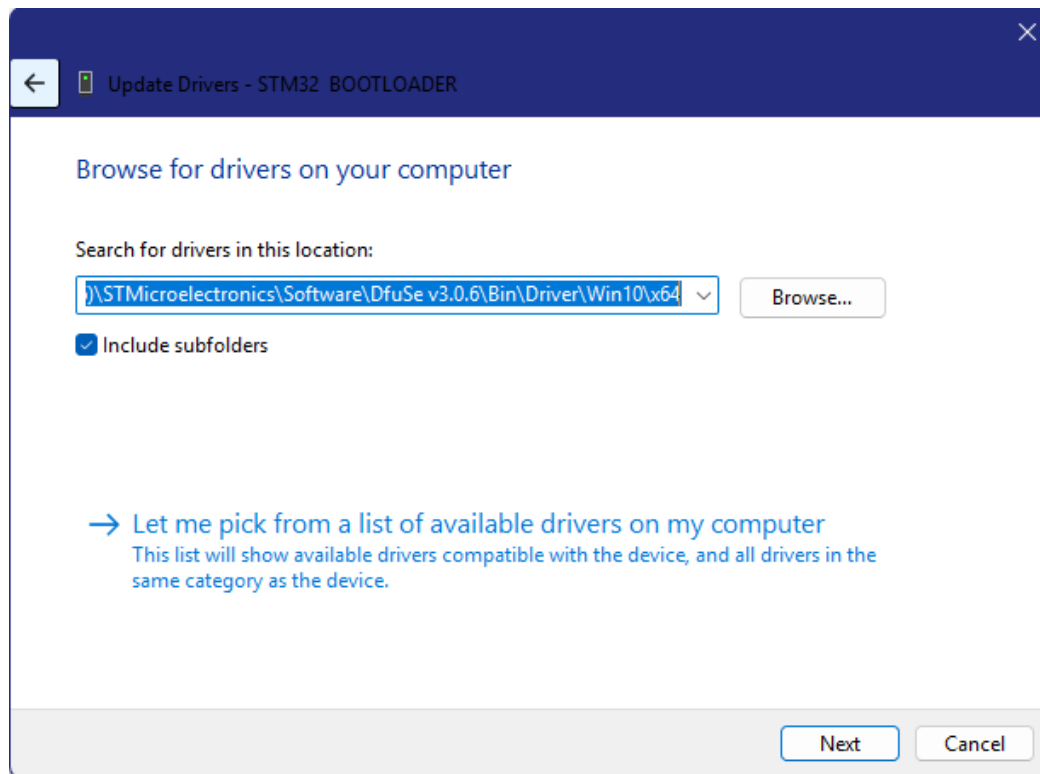 Update Drivers - STM32 BOOTLOADER
Browse for drivers on your computer
Search for drivers in this location:
)\STMicroelectronics\Software\DfuSe v3.0.6\Bin\Driver\Win10\x64
Browse...
Include subfolders
Let me pick from a list of available drivers on my computer
This list will show available drivers compatible with the device, and all drivers in the
same category as the device.
Next
Cancel